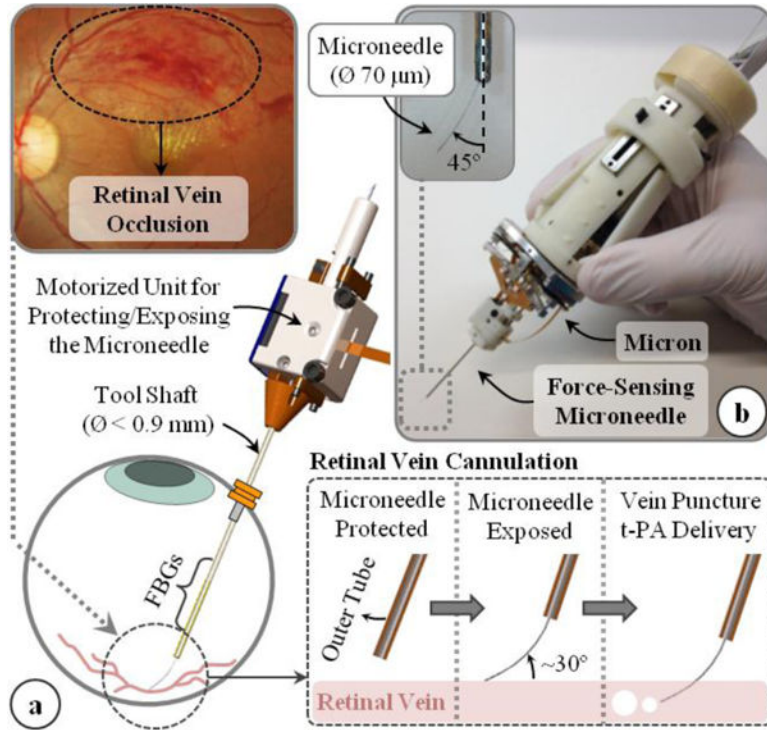 Retinal Vein
Occlusion
Motorized Unit for
Protecting/Exposing
the Microneedle
Tool Shaft
(Ø < 0.9 mm)
FBGs
a
Microneedle
(Ø 70 µm)
45°
Micron
Force-Sensing
Microneedle
b
Retinal Vein Cannulation
Microneedle
Protected
Microneedle
Exposed
Vein Puncture
t-PA Delivery
Outer Tube
~30°
Retinal Vein